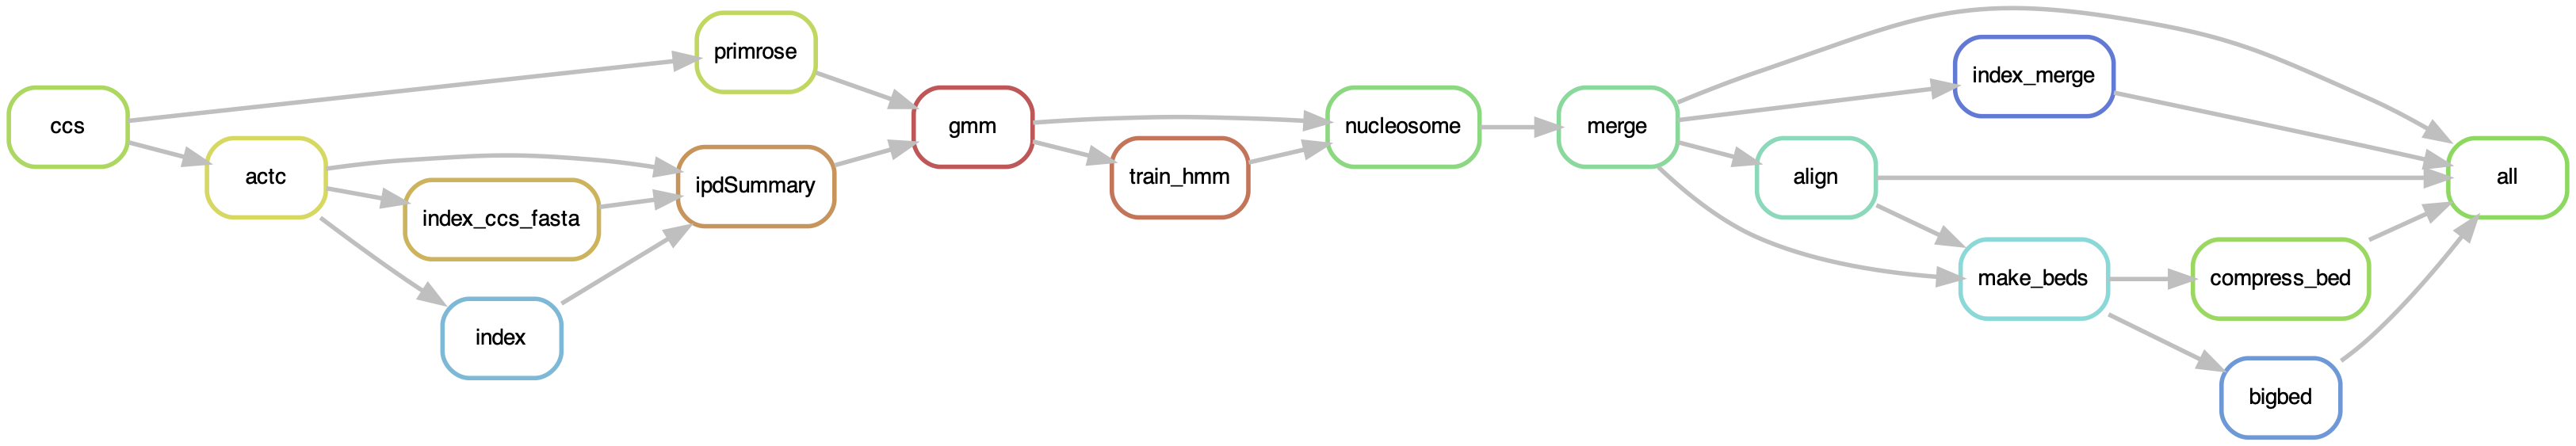 ccs
primrose
actc
index_ccs_fasta
index
ipdSummary
gmm
train_hmm
nucleosome
merge
index_merge
align
make_beds
compress_bed
bigbed
all